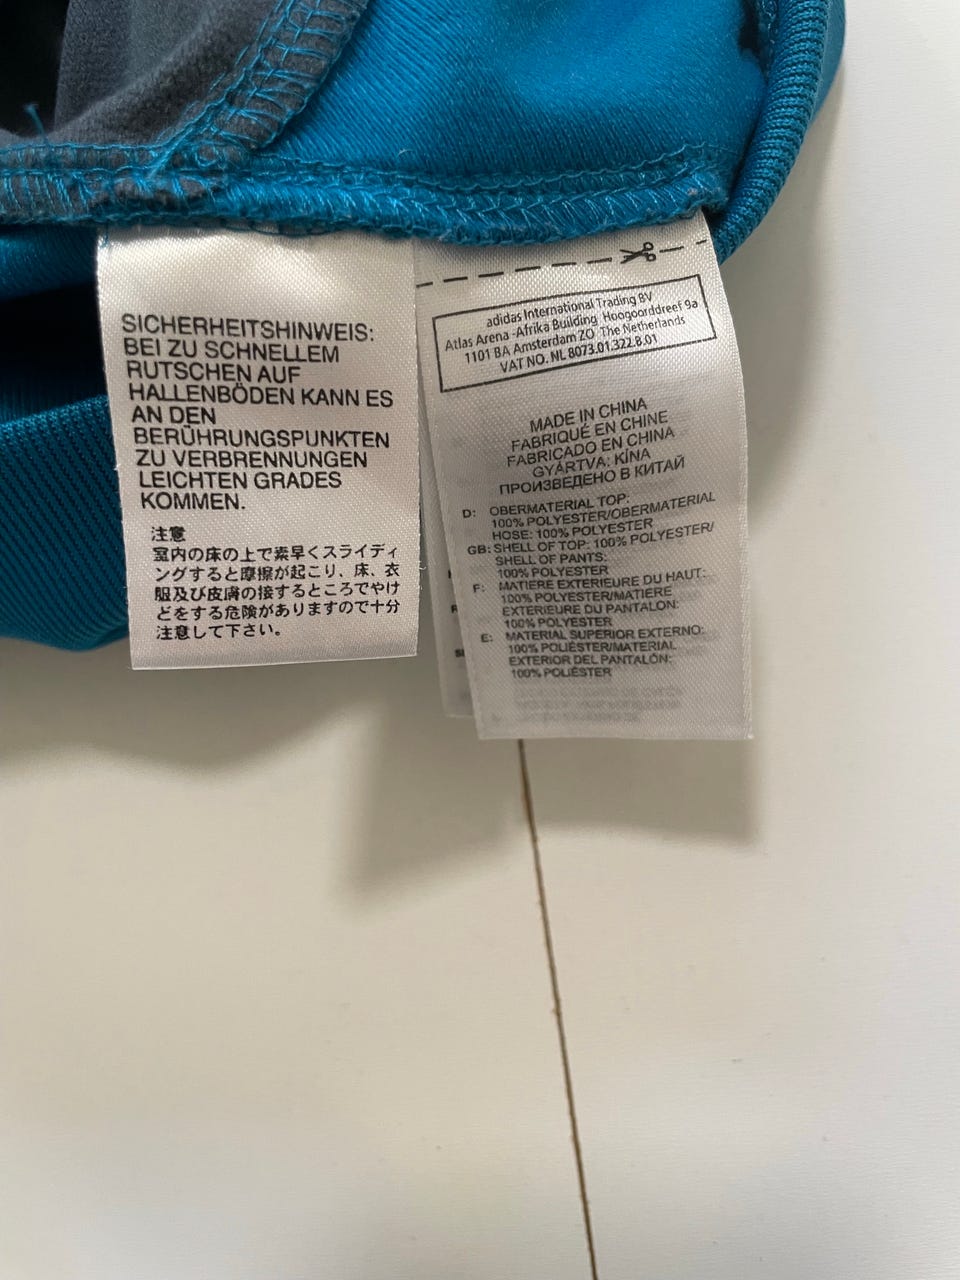 SICHERHEITSHINWEIS:
BEI ZU SCHNELLEM
RUTSCHEN AUF
HALLENBÖDEN KANN ES
AN DEN
BERÜHRUNGSPUNKTEN
ZU VERBRENNUNGEN
LEICHTEN GRADES
KOMMEN.
注意
室内の床の上で素早くスライディ
ングすると摩擦が起こり、床、衣
服及び皮膚の接するところでやけ
どをする危険がありますので十分
注意して下さい。
adidas International Trading BV
Atlas Arena -Afrika Building Hoogoorddreef 9a
1101 BA Amsterdam ZO The Netherlands
VAT NO. NL 8073.01.322.B.01
MADE IN CHINA
FABRIQUÉ EN CHINE
FABRICADO EN CHINA
GYÁRTVA: KÍNA
ПРОИЗВЕДЕНО В КИТАЙ
D: OBERMATERIAL TOP:
100% POLYESTER/OBERMATERIAL
HOSE: 100% POLYESTER
GB: SHELL OF TOP: 100% POLYESTER/
SHELL OF PANTS:
100% POLYESTER
F: MATIERE EXTERIEURE DU HAUT:
100% POLYESTER/MATIERE
EXTERIEURE DU PANTALON:
100% POLYESTER
E: MATERIAL SUPERIOR EXTERNO:
100% POLIÉSTER/MATERIAL
EXTERIOR DEL PANTALÓN:
100% POLIÉSTER